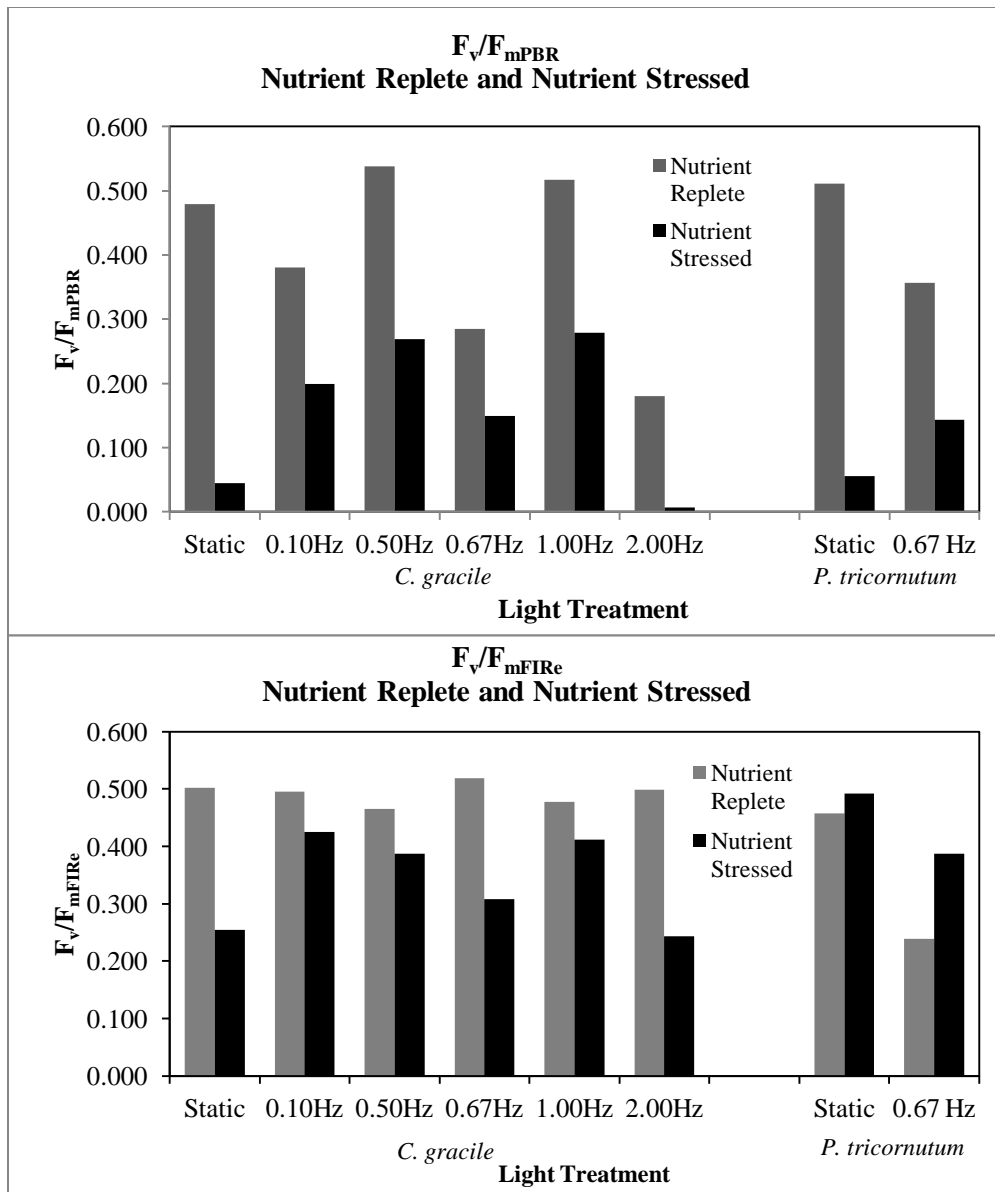 Fv/FmPBR
Nutrient Replete and Nutrient Stressed
0.600
0.500
0.400
0.300
0.200
0.100
0.000
Fv/FmPBR
Nutrient
Replete
Nutrient
Stressed
Static 0.10Hz 0.50Hz 0.67Hz 1.00Hz 2.00Hz Static 0.67 Hz
C. gracile P. tricornutum
Light Treatment
Fv/FmFIRe
Nutrient Replete and Nutrient Stressed
0.600
0.500
0.400
0.300
0.200
0.100
0.000
Fv/FmFIRe
Nutrient
Replete
Nutrient
Stressed
Static 0.10Hz 0.50Hz 0.67Hz 1.00Hz 2.00Hz Static 0.67 Hz
C. gracile P. tricornutum
Light Treatment